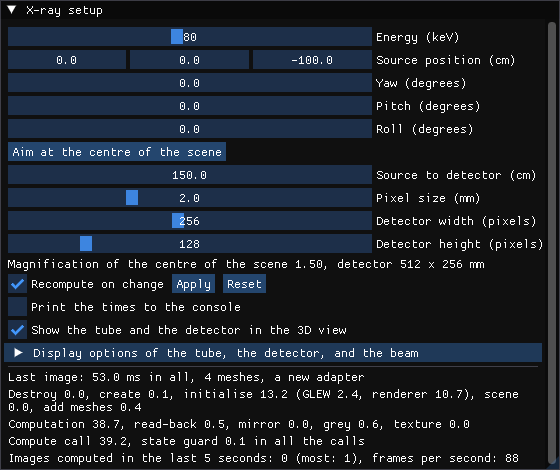 X-ray setup
80 Energy (keV)
0.0 0.0 -100.0 Source position (cm)
0.0 Yaw (degrees)
0.0 Pitch (degrees)
0.0 Roll (degrees)
Aim at the centre of the scene
150.0 Source to detector (cm)
2.0 Pixel size (mm)
256 Detector width (pixels)
128 Detector height (pixels)
Magnification of the centre of the scene 1.50, detector 512 x 256 mm
Recompute on change Apply Reset
Print the times to the console
Show the tube and the detector in the 3D view
Display options of the tube, the detector, and the beam
Last image: 53.0 ms in all, 4 meshes, a new adapter
Destroy 0.0, create 0.1, initialise 13.2 (GLEW 2.4, renderer 10.7), scene
0.0, add meshes 0.4
Computation 38.7, read-back 0.5, mirror 0.0, grey 0.6, texture 0.0
Compute call 39.2, state guard 0.1 in all the calls
Images computed in the last 5 seconds: 0 (most: 1), frames per second: 88